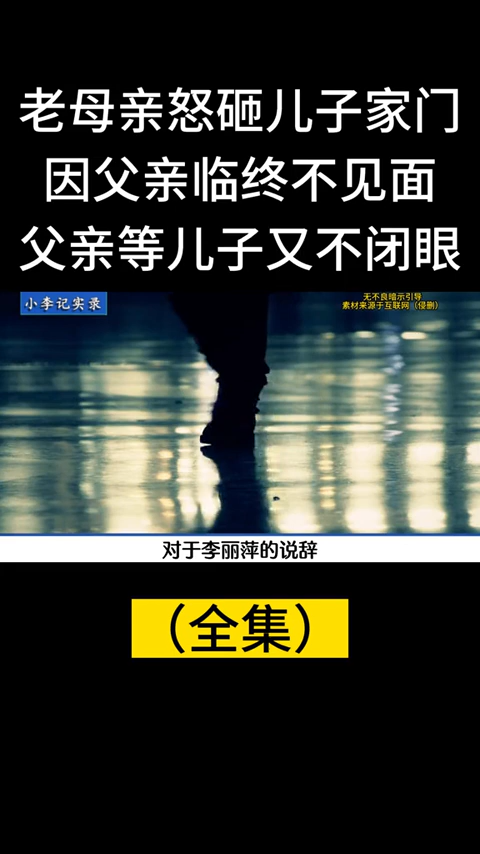 老母亲怒砸儿子家门
因父亲临终不见面
父亲等儿子又不闭眼
小李记实录
无不良暗示引导
素材来源于互联网（侵删）
对于李丽萍的说辞
（全集）